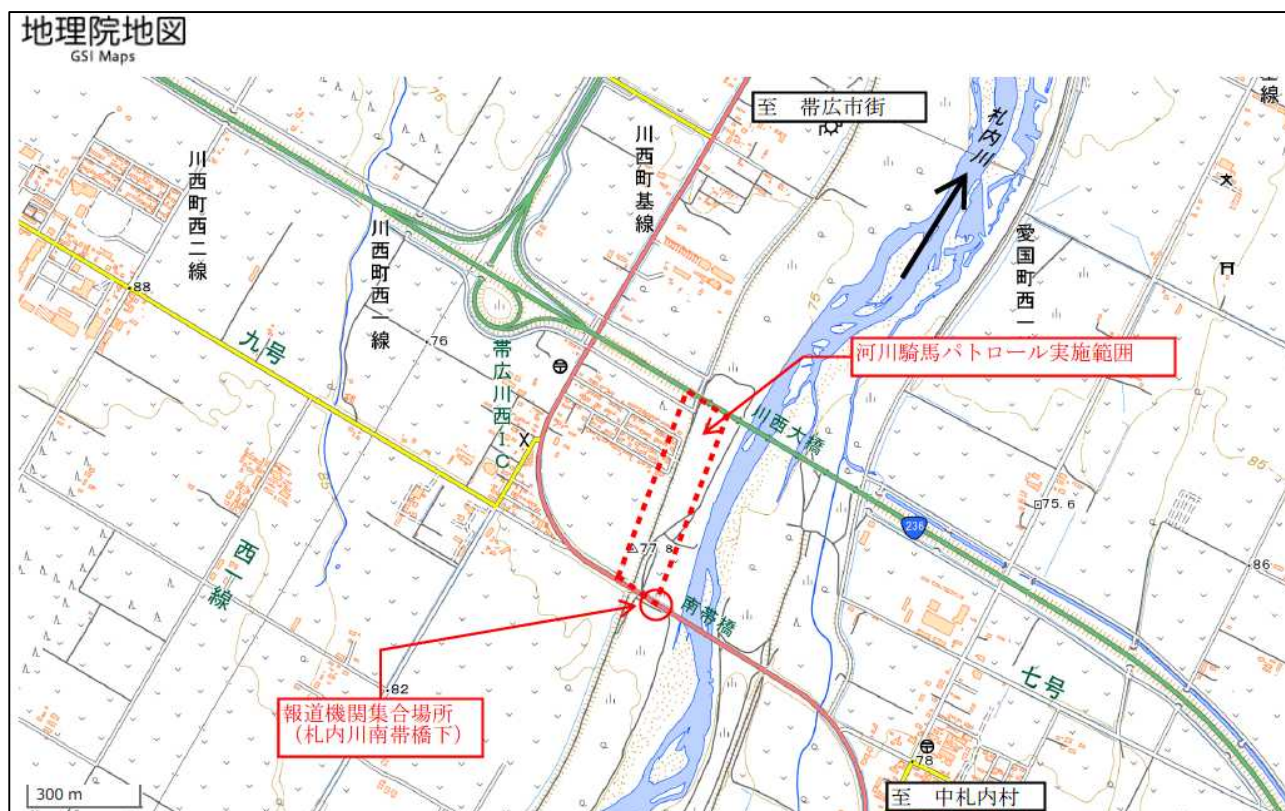 地理院地図
GSI Maps
至 帯広市街
札内川
川西町基線
川西町西二線
川西町西一線
愛国町西一
基線
75
88
九号
76
帯広川西IC
河川騎馬パトロール実施範囲
川西大橋
85
75.6
236
86
77.8
西一線
南帯橋
七号
82
報道機関集合場所
(札内川南帯橋下)
78
至 中札内村
300 m